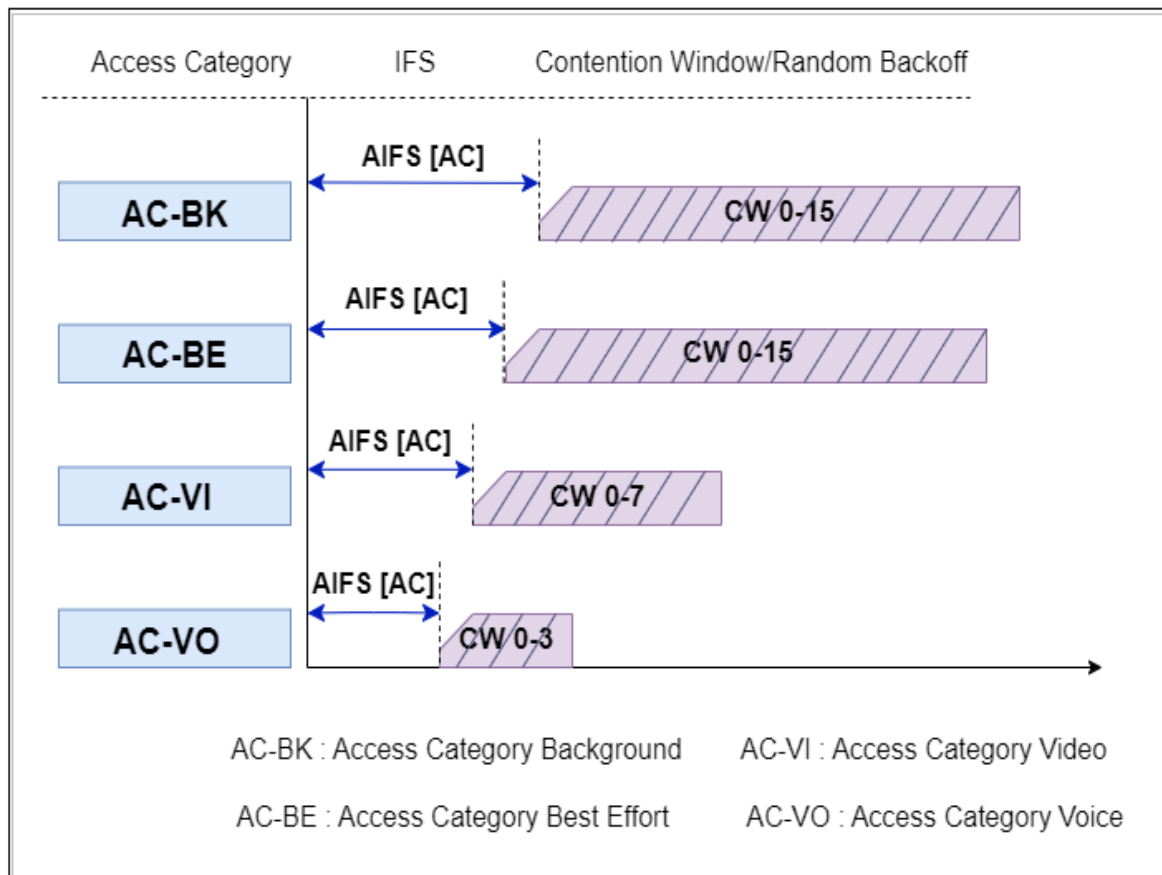 Access Category IFS Contention Window/Random Backoff
AIFS [AC]
AC-BK CW 0-15
AIFS [AC]
AC-BE CW 0-15
AIFS [AC]
AC-VI CW 0-7
AIFS [AC]
AC-VO CW 0-3
AC-BK : Access Category Background AC-VI : Access Category Video
AC-BE : Access Category Best Effort AC-VO : Access Category Voice